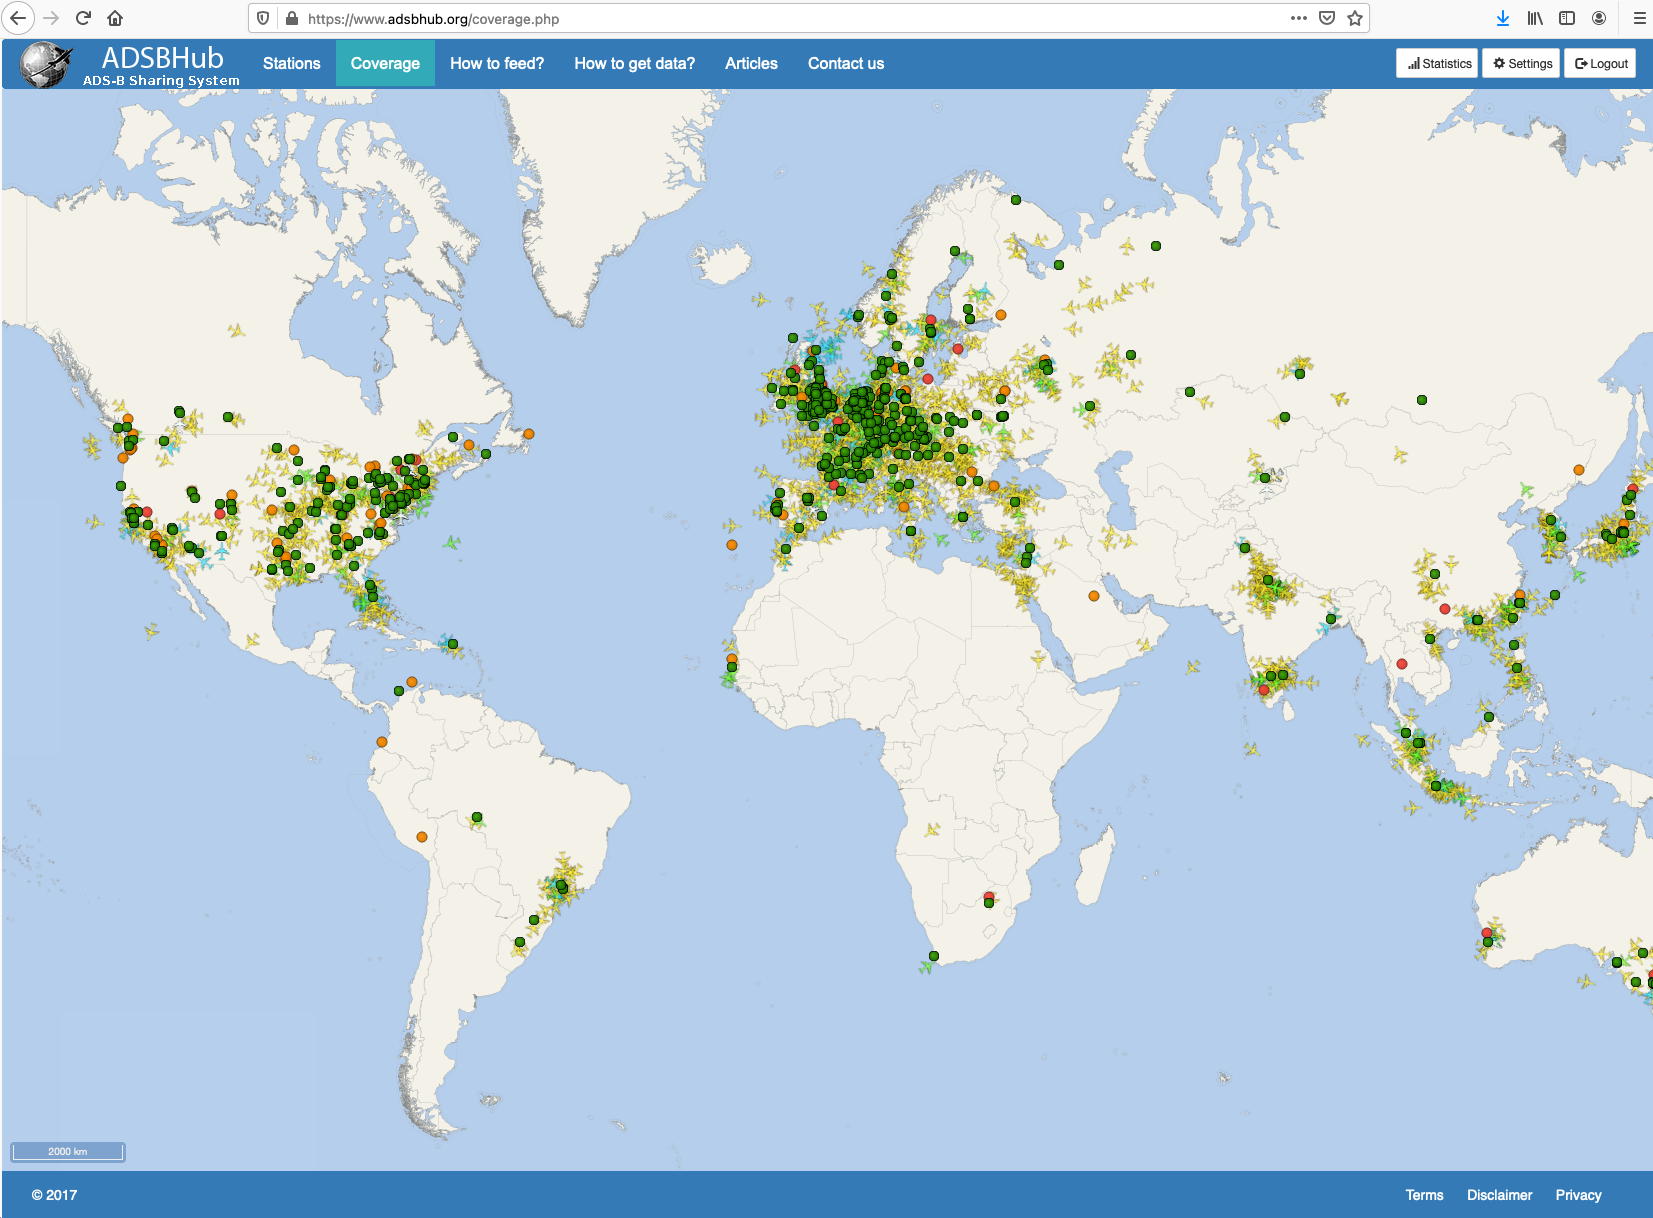 https://www.adsbhub.org/coverage.php
ADSBHub
ADS-B Sharing System
Stations
Coverage
How to feed?
How to get data?
Articles
Contact us
Statistics
Settings
Logout
2000 km
© 2017
Terms
Disclaimer
Privacy